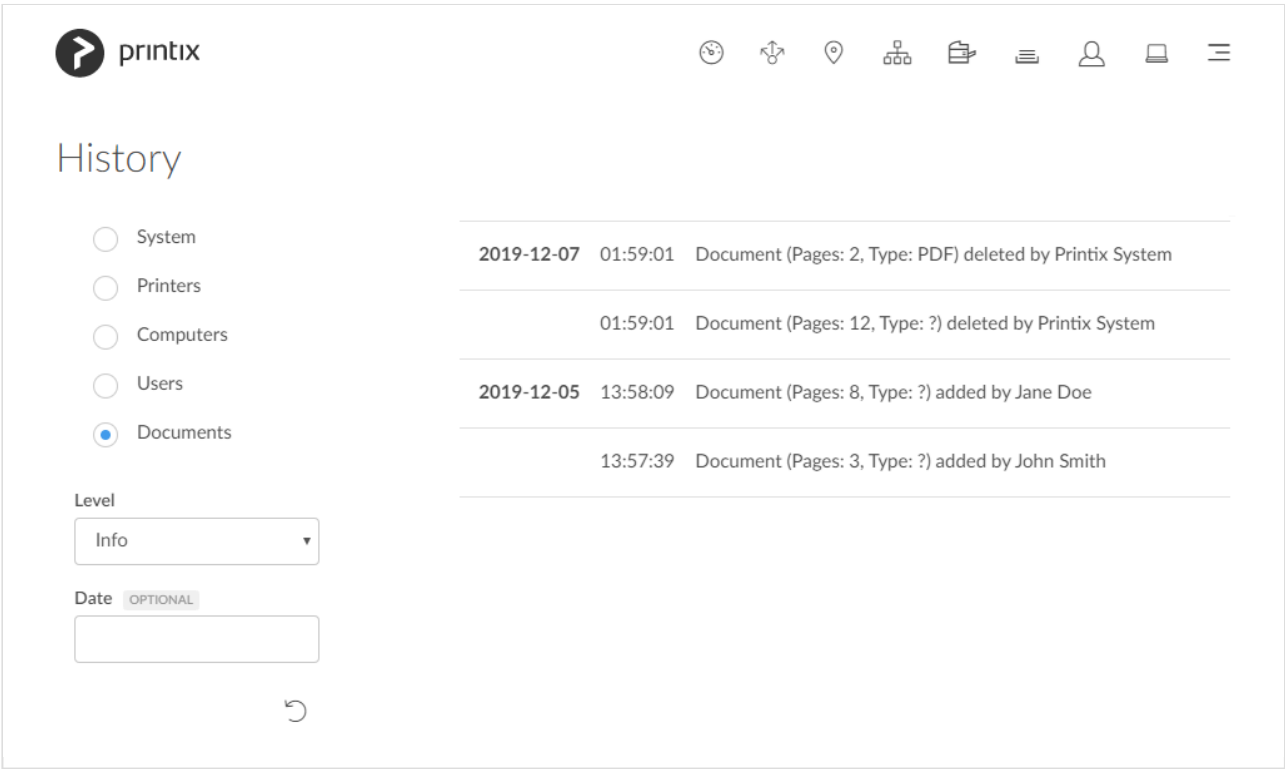 printix
History
System
Printers
Computers
Users
Documents
Level
Info
Date OPTIONAL
2019-12-07 01:59:01 Document (Pages: 2, Type: PDF) deleted by Printix System
01:59:01 Document (Pages: 12, Type: ?) deleted by Printix System
2019-12-05 13:58:09 Document (Pages: 8, Type: ?) added by Jane Doe
13:57:39 Document (Pages: 3, Type: ?) added by John Smith